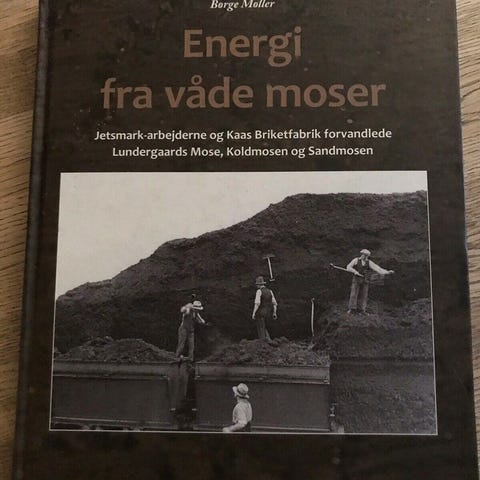 Børge Møller
Energi
fra våde moser
Jetsmark-arbejderne og Kaas Briketfabrik forvandlede
Lundergaards Mose, Koldmosen og Sandmosen